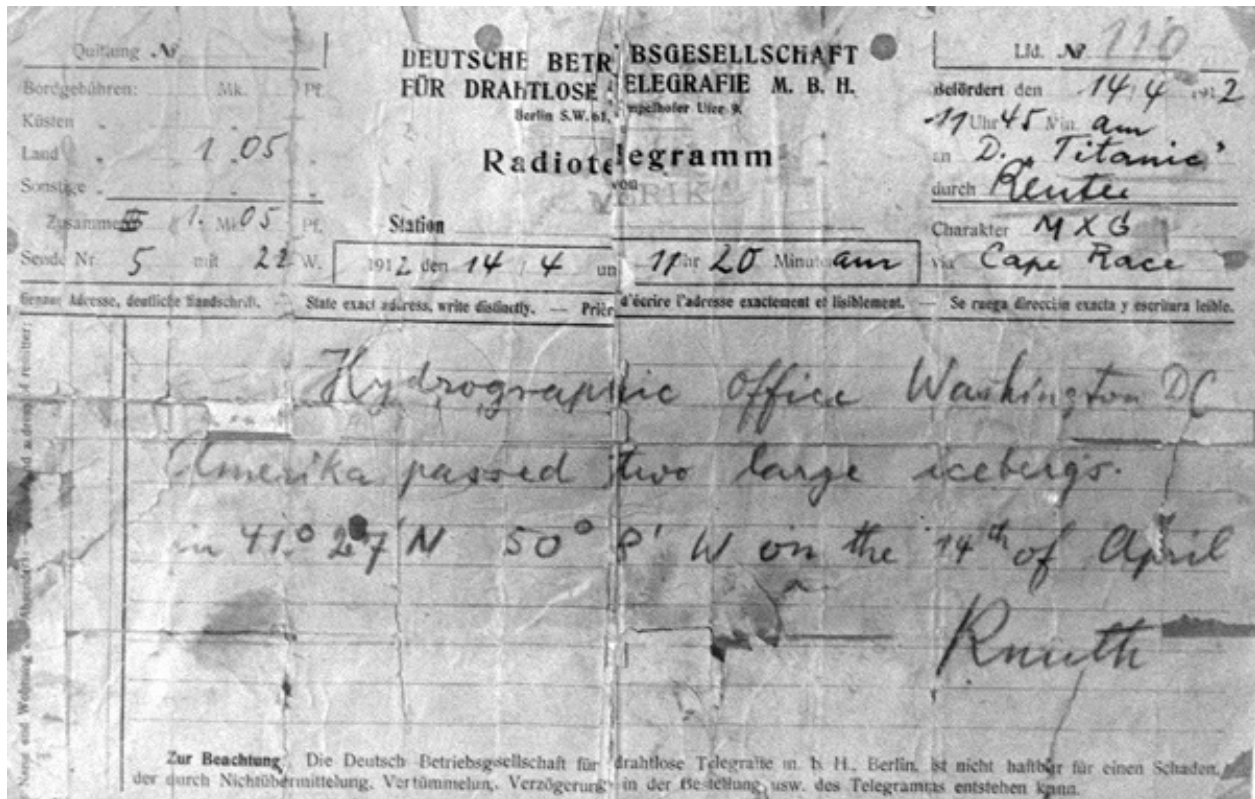 Quittung Nr.
Bordgebühren: Mk. Pf.
Küsten „
Land „ 1.05 „
Sonstige „
Zusammen 1. Mk. 05 Pf.
Sende Nr. 5 mit 22 W.
DEUTSCHE BETRIEBSGESELLSCHAFT
FÜR DRAHTLOSE TELEGRAFIE M. B. H.
Berlin S.W. 61, Tempelhofer Ufer 9.
Radiotelegramm
von
AMERIKA
Station
1912 den 14 / 4 um 11 Uhr 20 Minuten am
Lfd. Nr. 110
Befördert den 14/4 1912
11 Uhr 45 Min. am
an D. „Titanic“
durch Reuter
Charakter MXG
via Cape Race
Genaue Adresse, deutliche Handschrift. — State exact address, write distinctly. — Prière d'écrire l'adresse exactement et lisiblement. — Se ruega dirección exacta y escritura leible.
Hydrographic Office Washington DC
Amerika passed two large icebergs.
in 41° 27' N 50° 8' W on the 14th of April
Knuth
Zur Beachtung. Die Deutsch Betriebsgesellschaft für drahtlose Telegrafie m. b. H., Berlin, ist nicht haftbar für einen Schaden,
der durch Nichtübermittelung, Vertümmelun, Verzögerung in der Bestellung usw. des Telegramms entstehen kann.